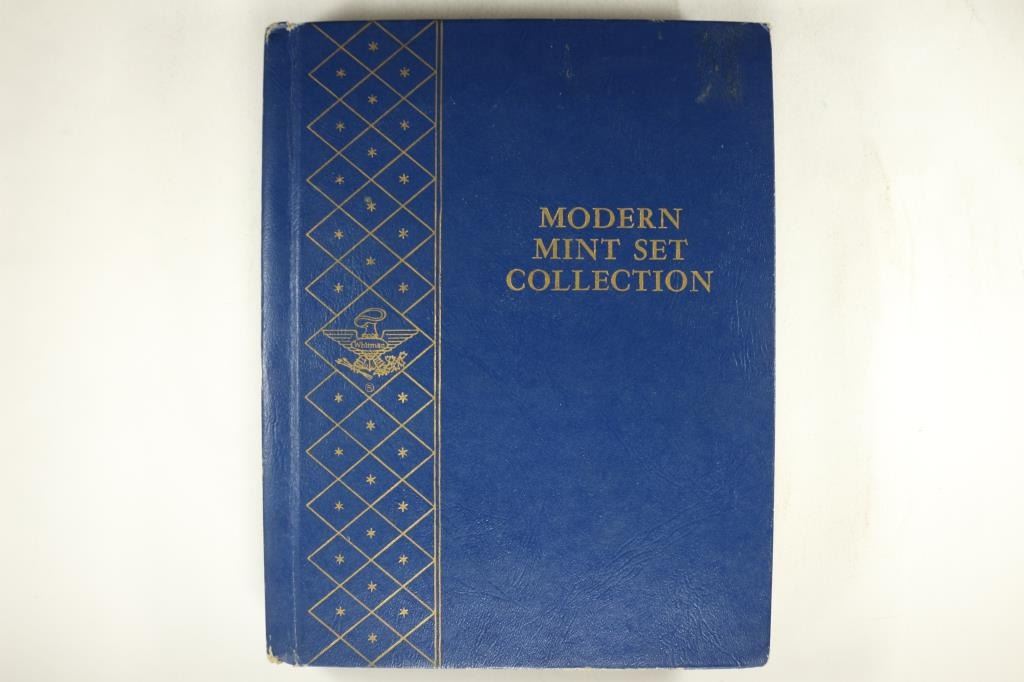 MODERN
MINT SET
COLLECTION
Whitman
®